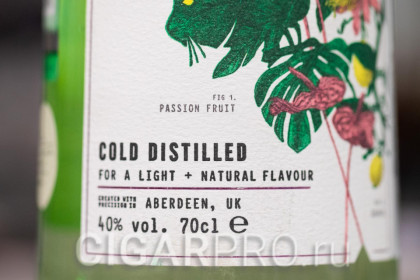 FIG 1.
PASSION FRUIT
COLD DISTILLED
FOR A LIGHT + NATURAL FLAVOUR
CREATED WITH
PRECISION IN
ABERDEEN, UK
40% vol. 70cl e
CIGARPRO.ru